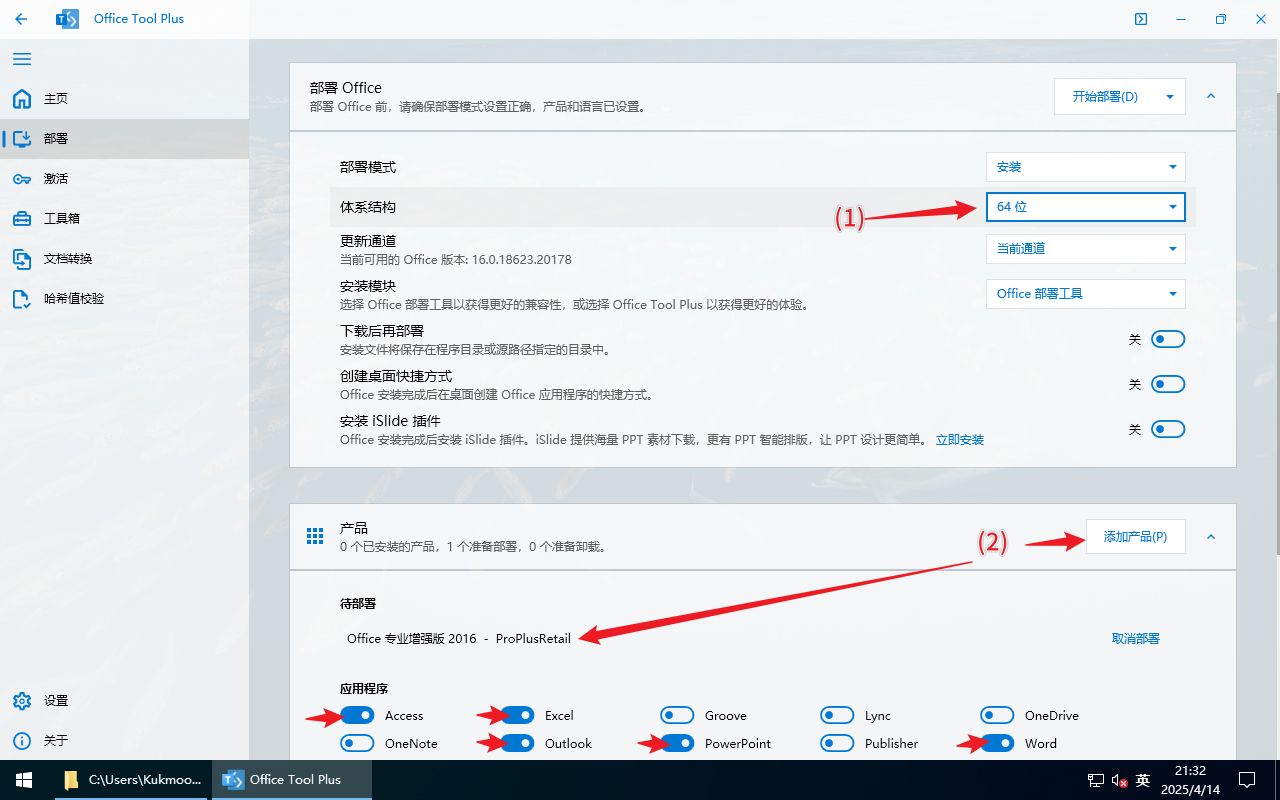 Office Tool Plus
主页
部署
激活
工具箱
文档转换
哈希值校验
设置
关于
部署 Office
部署 Office 前，请确保部署模式设置正确，产品和语言已设置。
开始部署(D)
部署模式
安装
体系结构
(1)
64 位
更新通道
当前可用的 Office 版本: 16.0.18623.20178
当前通道
安装模块
选择 Office 部署工具以获得更好的兼容性，或选择 Office Tool Plus 以获得更好的体验。
Office 部署工具
下载后再部署
安装文件将保存在程序目录或源路径指定的目录中。
关
创建桌面快捷方式
Office 安装完成后在桌面创建 Office 应用程序的快捷方式。
关
安装 iSlide 插件
Office 安装完成后安装 iSlide 插件。iSlide 提供海量 PPT 素材下载，更有 PPT 智能排版，让 PPT 设计更简单。 立即安装
关
产品
0 个已安装的产品，1 个准备部署，0 个准备卸载。
(2)
添加产品(P)
待部署
Office 专业增强版 2016 - ProPlusRetail
取消部署
应用程序
Access Excel Groove Lync OneDrive
OneNote Outlook PowerPoint Publisher Word
C:\Users\Kukmoo...
Office Tool Plus
英
21:32
2025/4/14